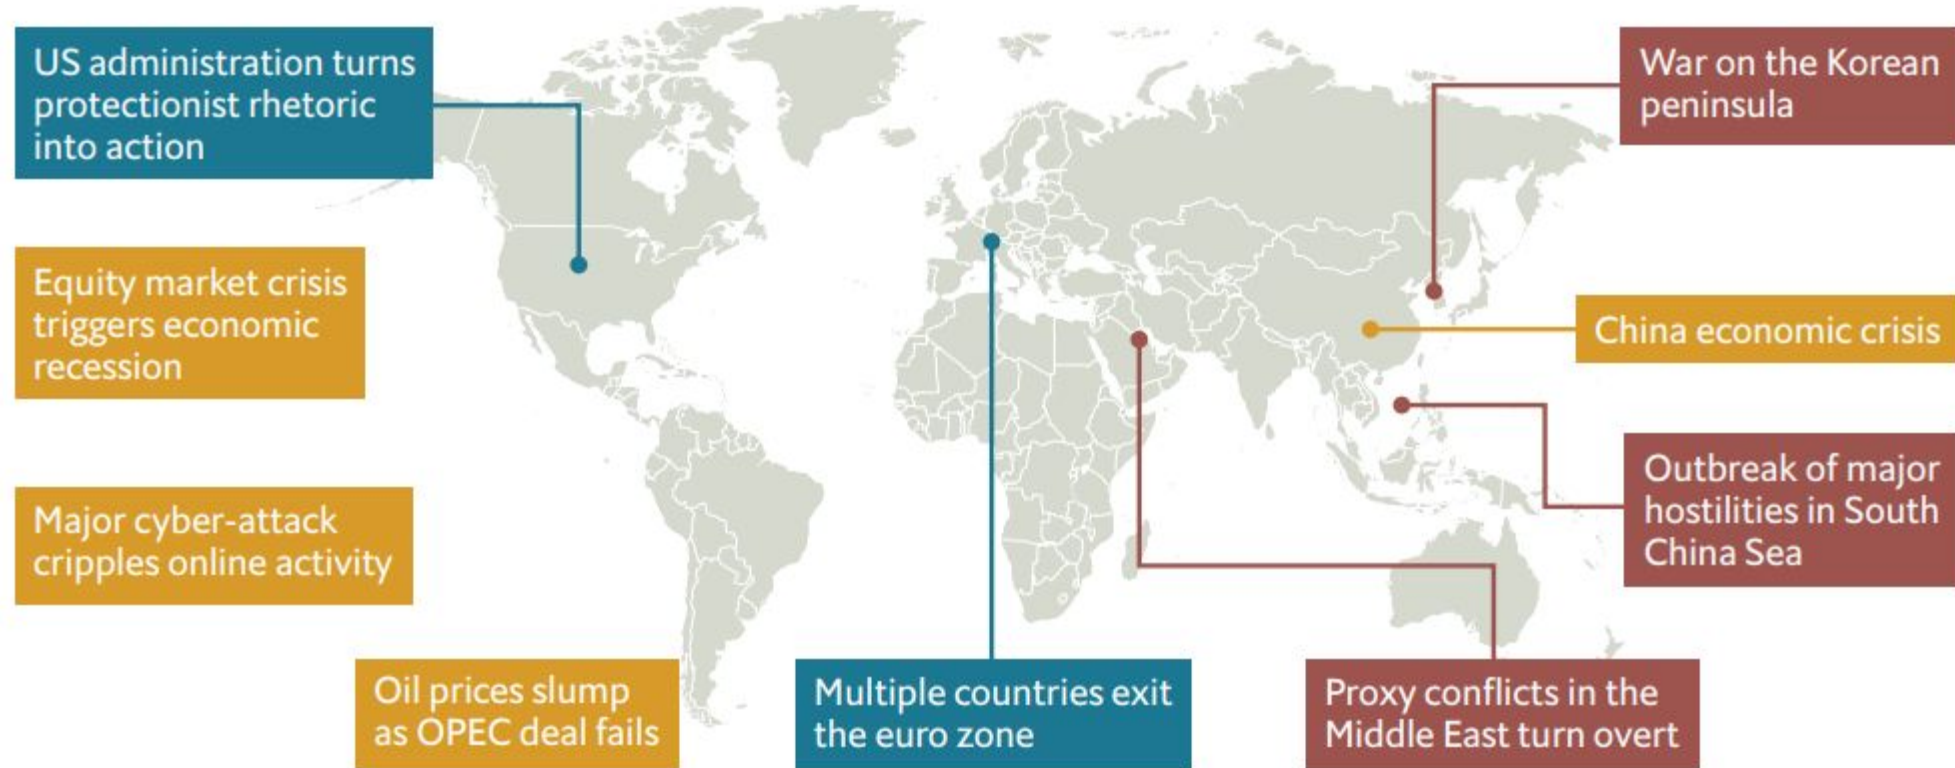 US administration turns
protectionist rhetoric
into action
War on the Korean
peninsula
Equity market crisis
triggers economic
recession
China economic crisis
Outbreak of major
hostilities in South
China Sea
Major cyber-attack
cripples online activity
Oil prices slump
as OPEC deal fails
Multiple countries exit
the euro zone
Proxy conflicts in the
Middle East turn overt